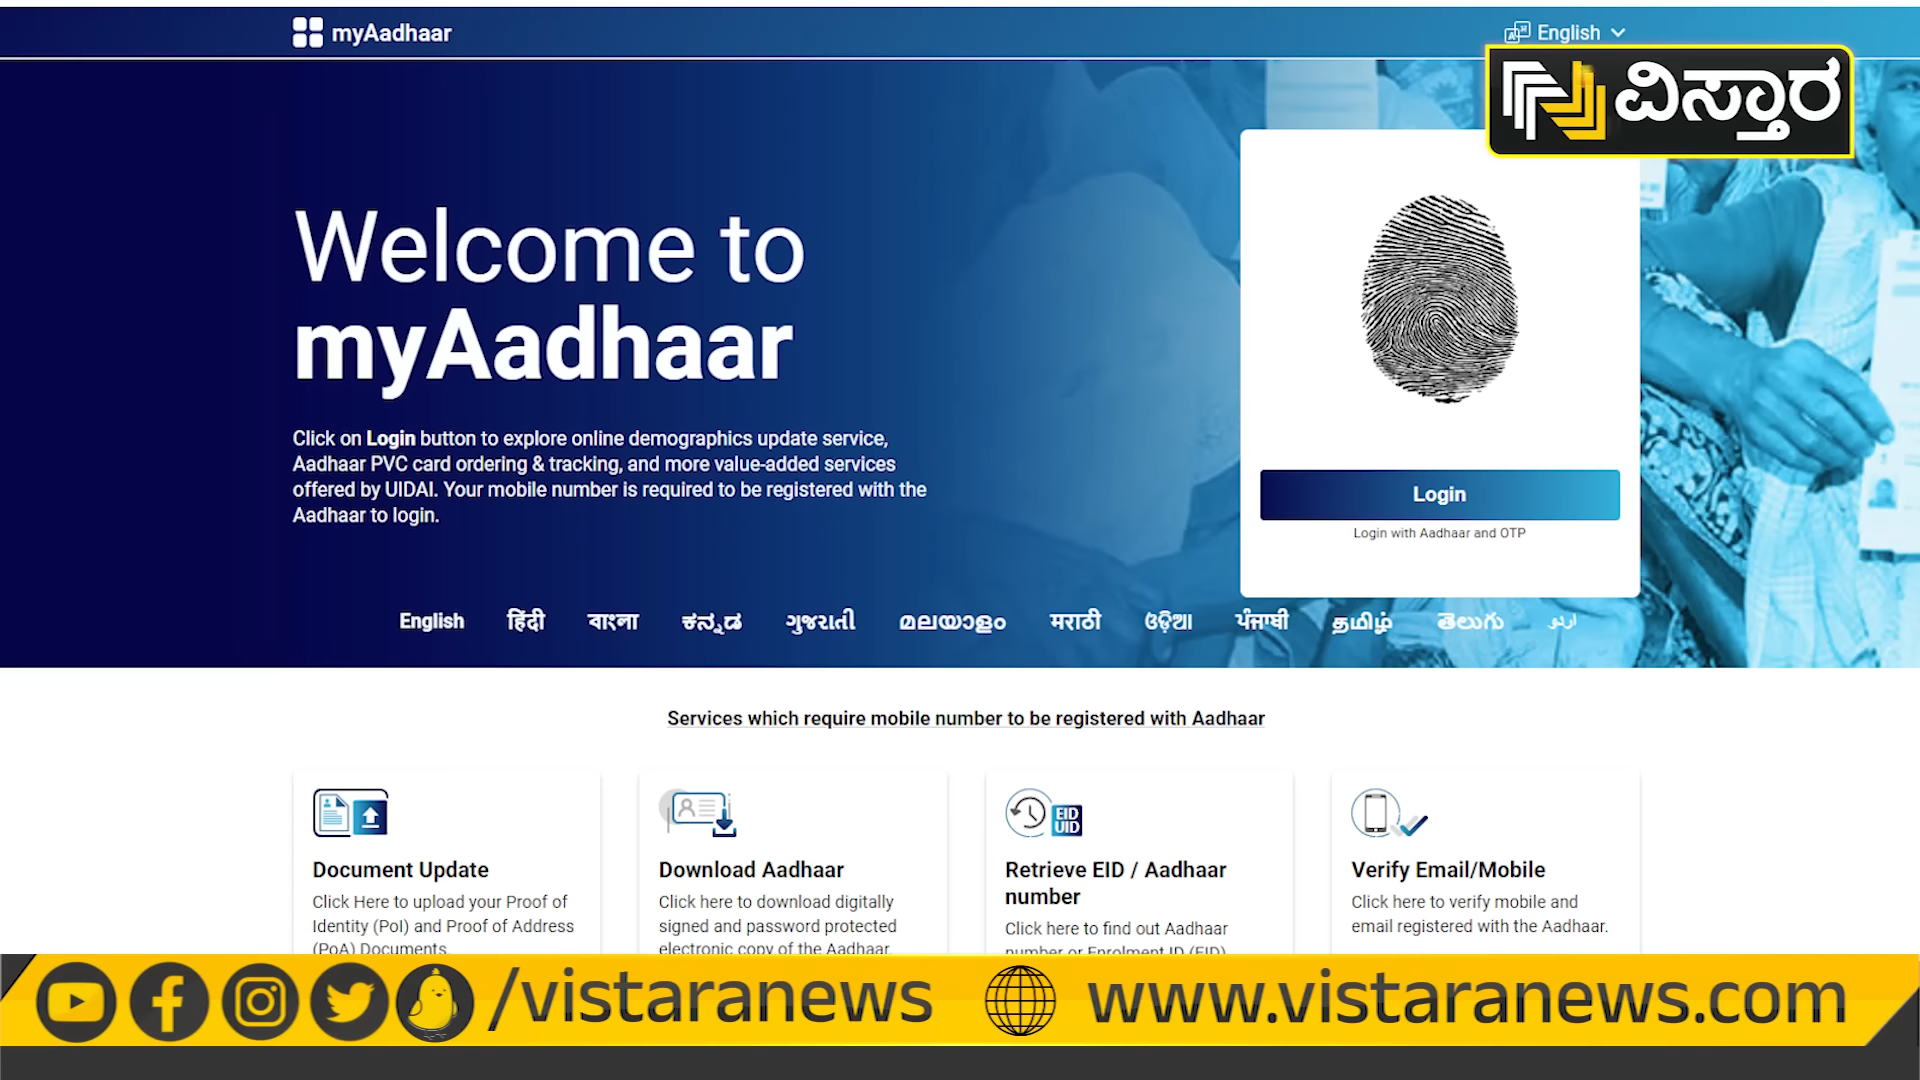 myAadhaar
English
ವಿಸ್ತಾರ
Welcome to
myAadhaar
Click on Login button to explore online demographics update service,
Aadhaar PVC card ordering & tracking, and more value-added services
offered by UIDAI. Your mobile number is required to be registered with the
Aadhaar to login.
Login
Login with Aadhaar and OTP
English हिंदी বাংলা ಕನ್ನಡ ગુજરાતી മലയാളം मराठी ଓଡ଼ିଆ ਪੰਜਾਬੀ தமிழ் తెలుగు اردو
Services which require mobile number to be registered with Aadhaar
Document Update
Click Here to upload your Proof of
Identity (PoI) and Proof of Address
(PoA) Documents.
Download Aadhaar
Click here to download digitally
signed and password protected
electronic copy of the Aadhaar.
EID
UID
Retrieve EID / Aadhaar
number
Click here to find out Aadhaar
number or Enrolment ID (EID)
Verify Email/Mobile
Click here to verify mobile and
email registered with the Aadhaar.
/vistaranews www.vistaranews.com